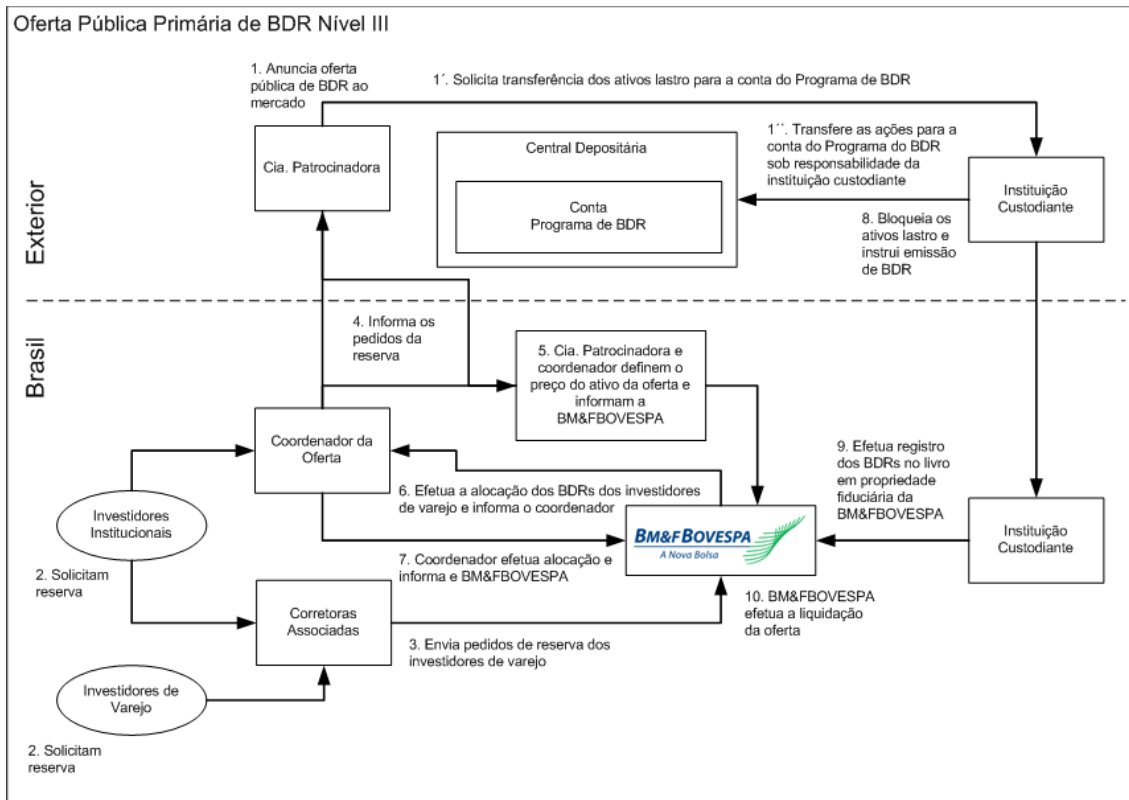 Oferta Pública Primária de BDR Nível III
1. Anuncia oferta
pública de BDR ao
mercado
1´. Solicita transferência dos ativos lastro para a conta do Programa de BDR
Exterior
Cia. Patrocinadora
Central Depositária
Conta
Programa de BDR
1´´. Transfere as ações para a
conta do Programa do BDR
sob responsabilidade da
instituição custodiante
Instituição
Custodiante
8. Bloqueia os
ativos lastro e
instrui emissão
de BDR
Brasil
4. Informa os
pedidos da
reserva
5. Cia. Patrocinadora e
coordenador definem o
preço do ativo da oferta e
informam a
BM&FBOVESPA
Coordenador da
Oferta
9. Efetua registro
dos BDRs no livro
em propriedade
fiduciária da
BM&FBOVESPA
6. Efetua a alocação dos BDRs dos investidores
de varejo e informa o coordenador
Investidores
Institucionais
BM&FBOVESPA
A Nova Bolsa
Instituição
Custodiante
7. Coordenador efetua alocação e
informa e BM&FBOVESPA
2. Solicitam
reserva
Corretoras
Associadas
10. BM&FBOVESPA
efetua a liquidação
da oferta
3. Envia pedidos de reserva dos
investidores de varejo
Investidores de
Varejo
2. Solicitam
reserva